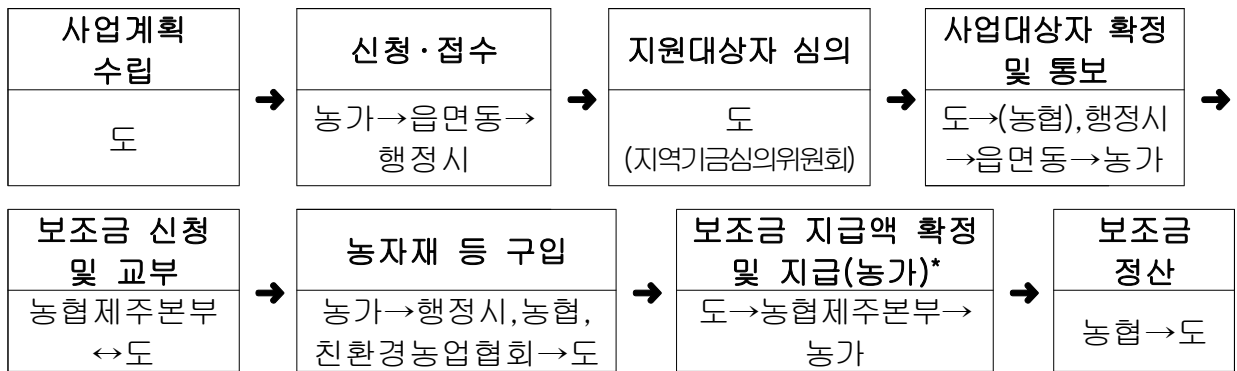 사업계획
수립
도
➔
신청·접수
농가→읍면동→
행정시
➔
지원대상자 심의
도
(지역기금심의위원회)
➔
사업대상자 확정
및 통보
도→(농협),행정시
→읍면동→농가
➔
보조금 신청
및 교부
농협제주본부
↔도
➔
농자재 등 구입
농가→행정시,농협,
친환경농업협회→도
➔
보조금 지급액 확정
및 지급(농가)*
도→농협제주본부→
농가
➔
보조금
정산
농협→도